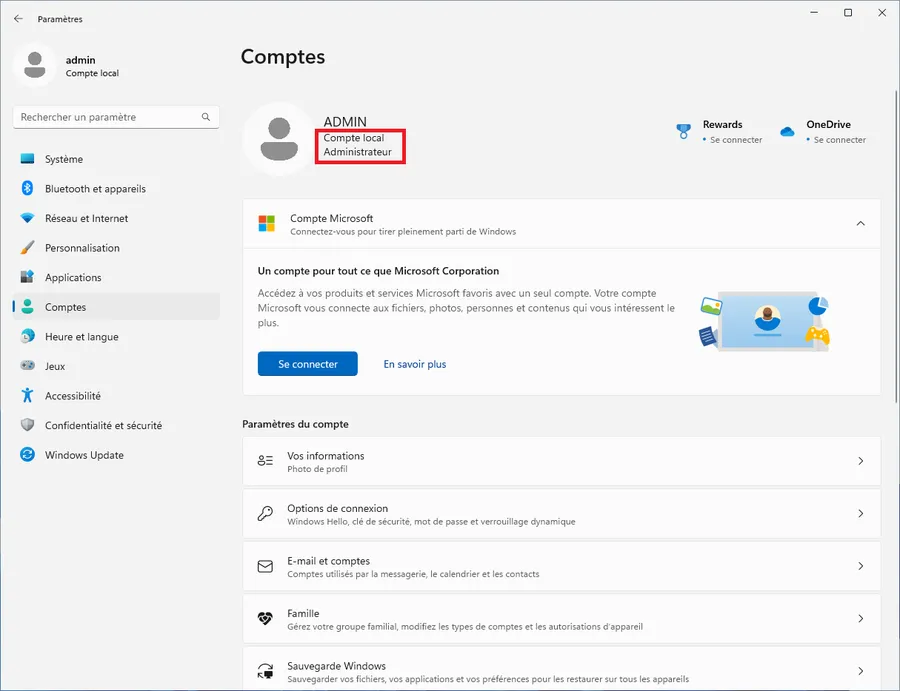 Paramètres
admin
Compte local
Rechercher un paramètre
Système
Bluetooth et appareils
Réseau et Internet
Personnalisation
Applications
Comptes
Heure et langue
Jeux
Accessibilité
Confidentialité et sécurité
Windows Update
Comptes
ADMIN
Compte local
Administrateur
Rewards
• Se connecter
OneDrive
• Se connecter
Compte Microsoft
Connectez-vous pour tirer pleinement parti de Windows
Un compte pour tout ce que Microsoft Corporation
Accédez à vos produits et services Microsoft favoris avec un seul compte. Votre compte
Microsoft vous connecte aux fichiers, photos, personnes et contenus qui vous intéressent le
plus.
Se connecter
En savoir plus
Paramètres du compte
Vos informations
Photo de profil
Options de connexion
Windows Hello, clé de sécurité, mot de passe et verrouillage dynamique
E-mail et comptes
Comptes utilisés par la messagerie, le calendrier et les contacts
Famille
Gérez votre groupe familial, modifiez les types de comptes et les autorisations d'appareil
Sauvegarde Windows
Sauvegarder vos fichiers, vos applications et vos préférences pour les restaurer sur tous les appareils